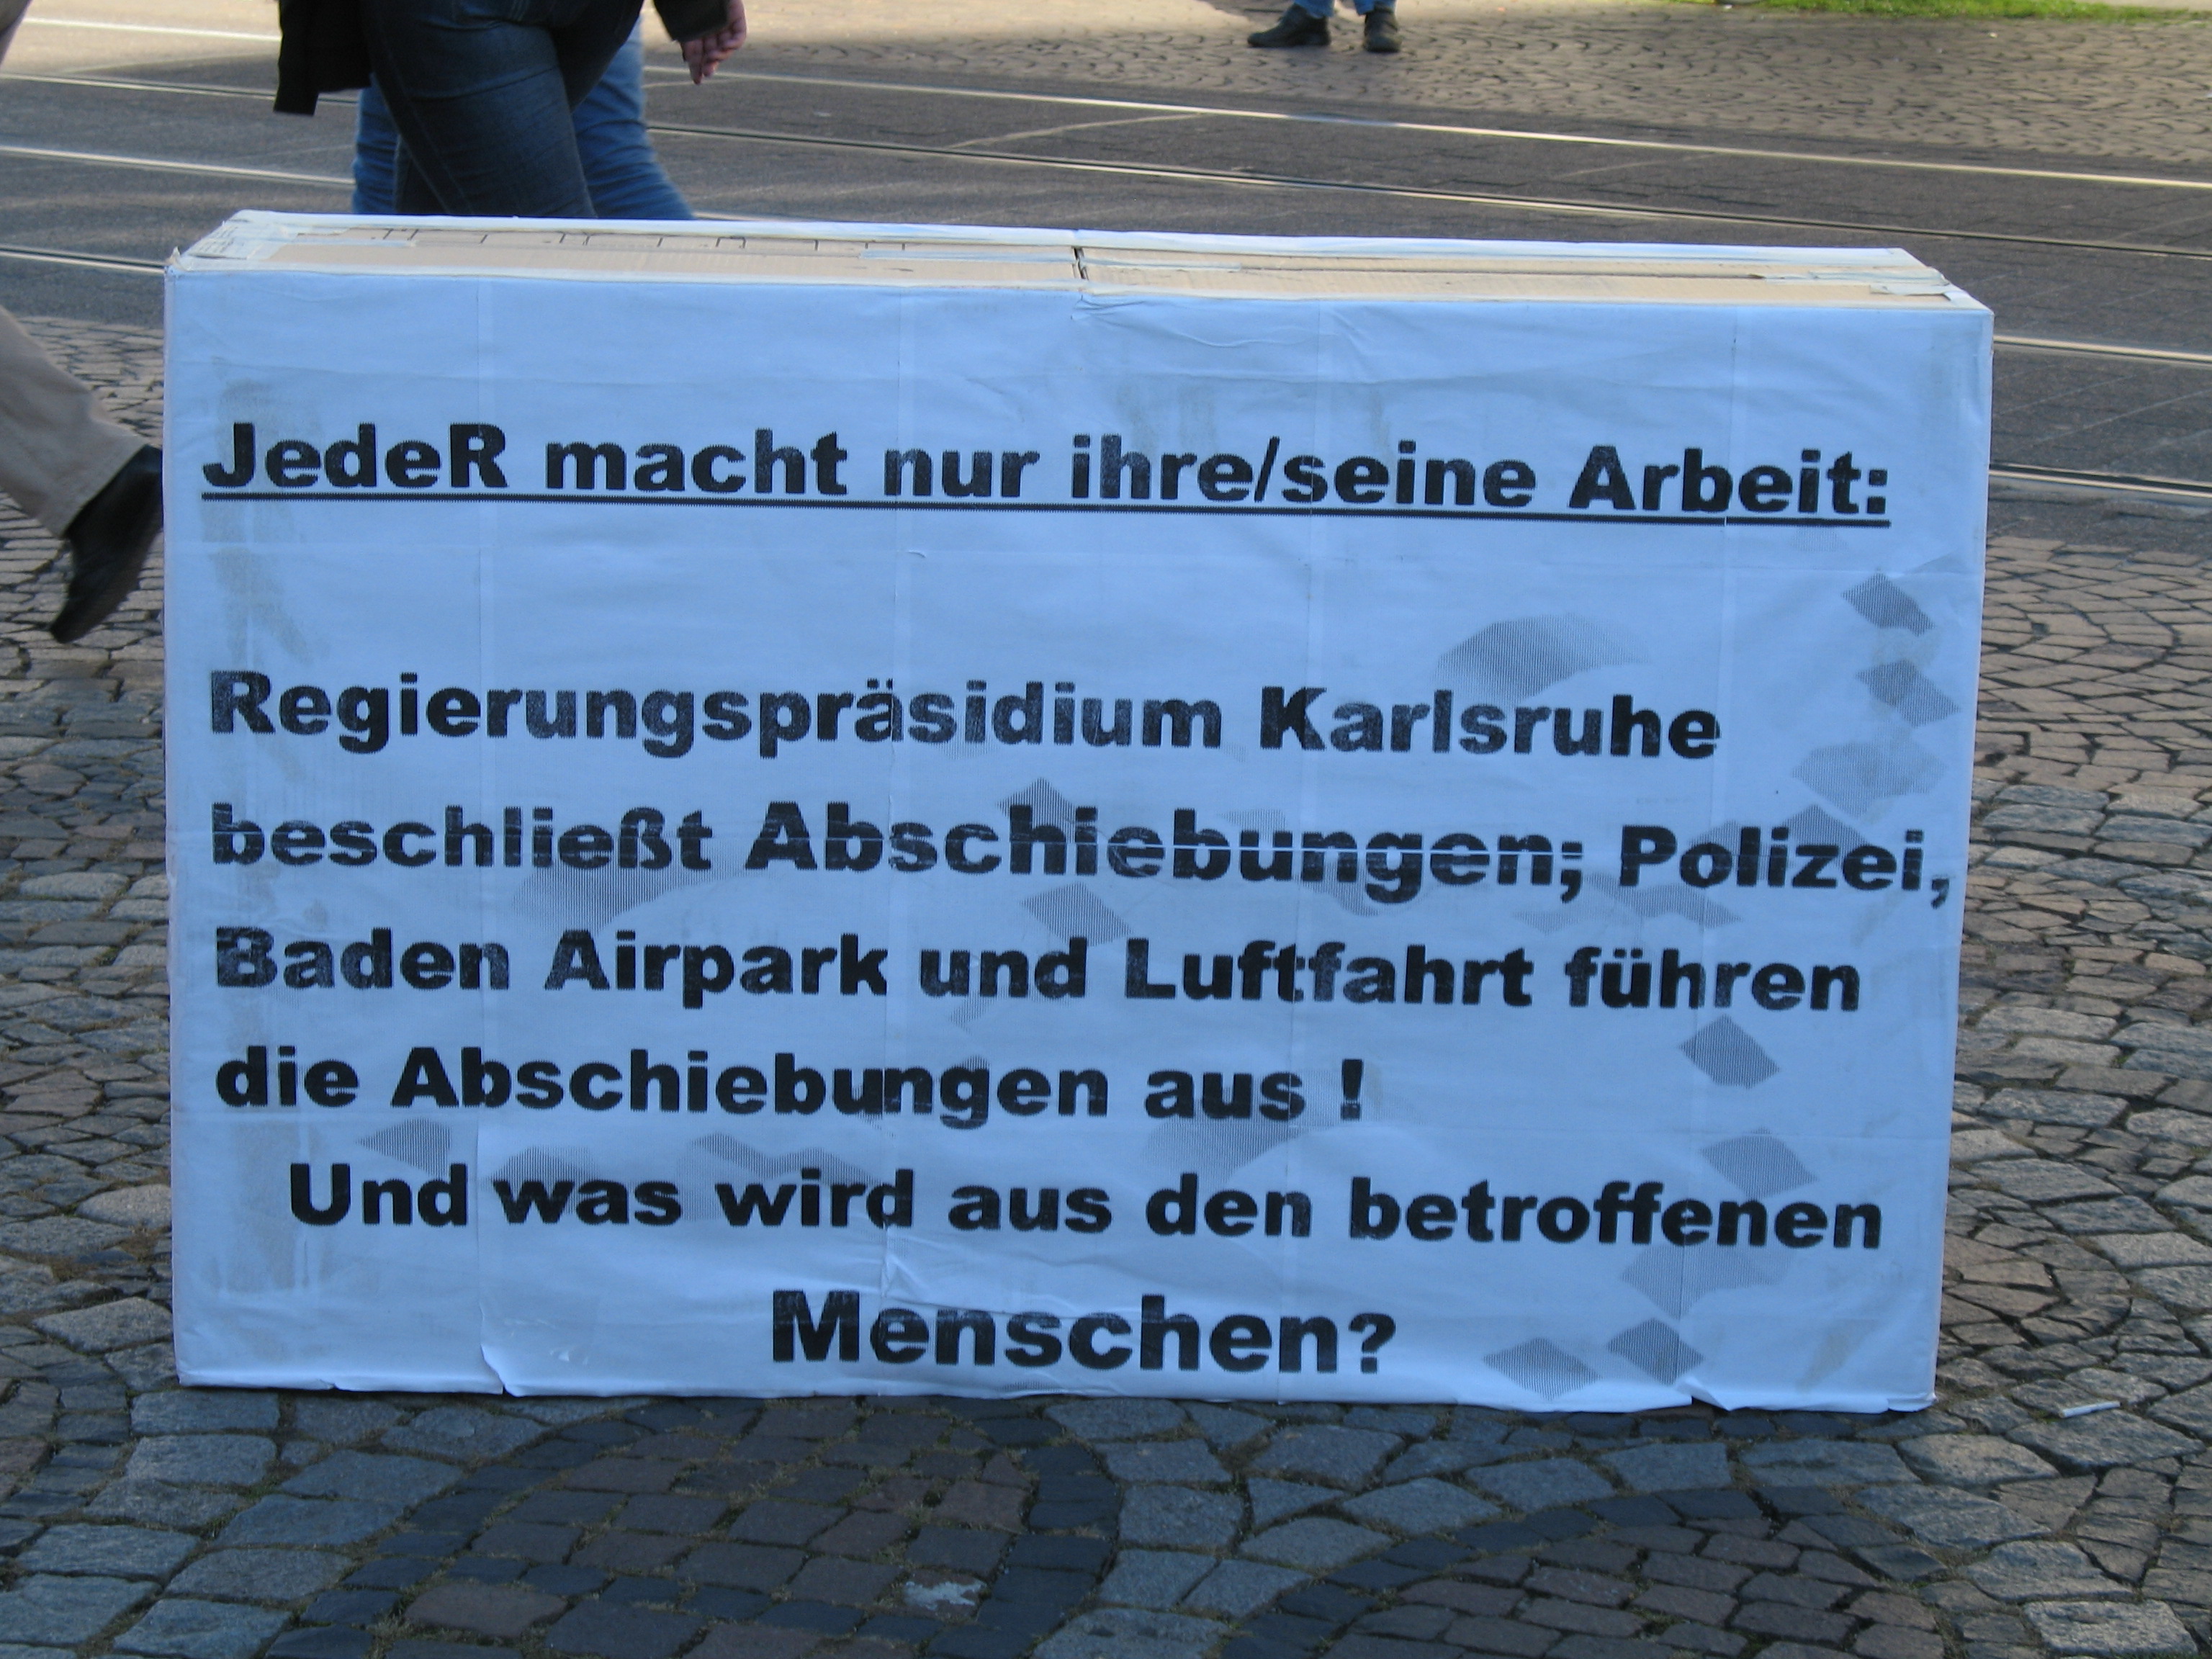 JedeR macht nur ihre/seine Arbeit:
Regierungspräsidium Karlsruhe
beschließt Abschiebungen; Polizei,
Baden Airpark und Luftfahrt führen
die Abschiebungen aus !
Und was wird aus den betroffenen
Menschen?